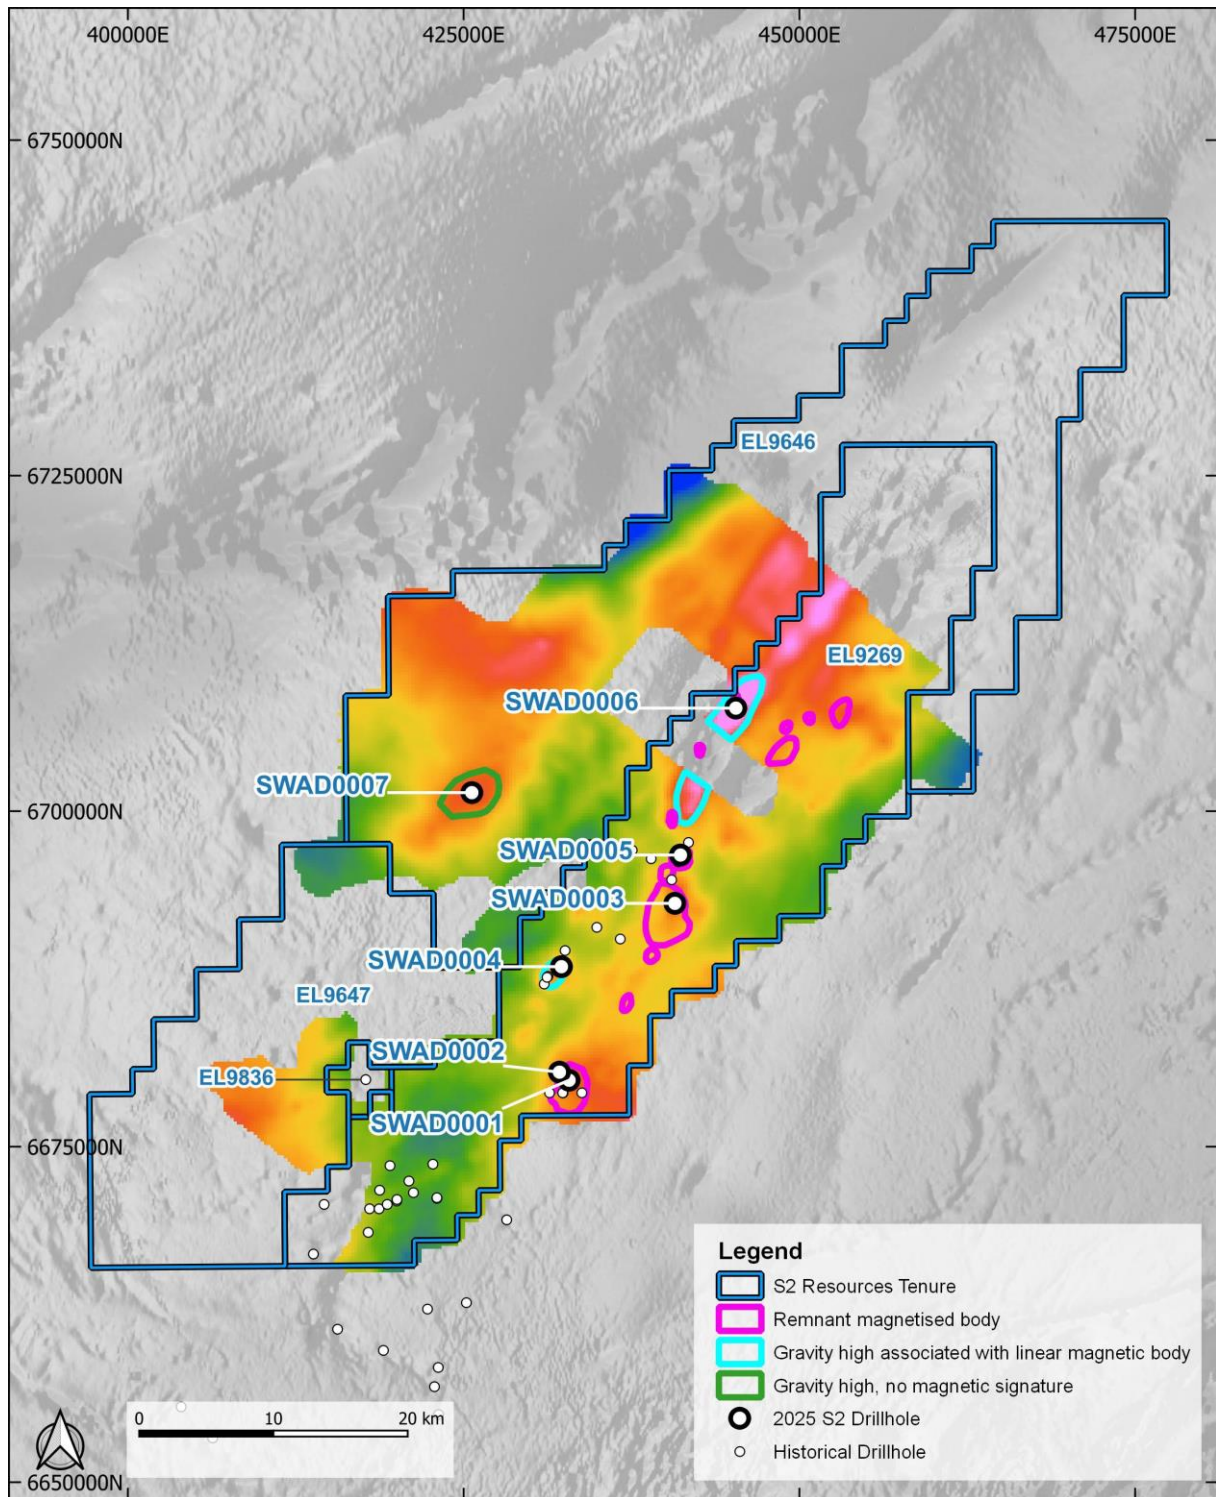 400000E
425000E
450000E
475000E
6750000N
EL9646
6725000N
EL9269
SWAD0006
SWAD0007
6700000N
SWAD0005
SWAD0003
SWAD0004
EL9647
SWAD0002
EL9836
SWAD0001
6675000N
Legend
S2 Resources Tenure
Remnant magnetised body
Gravity high associated with linear magnetic body
Gravity high, no magnetic signature
2025 S2 Drillhole
Historical Drillhole
0 10 20 km
6650000N